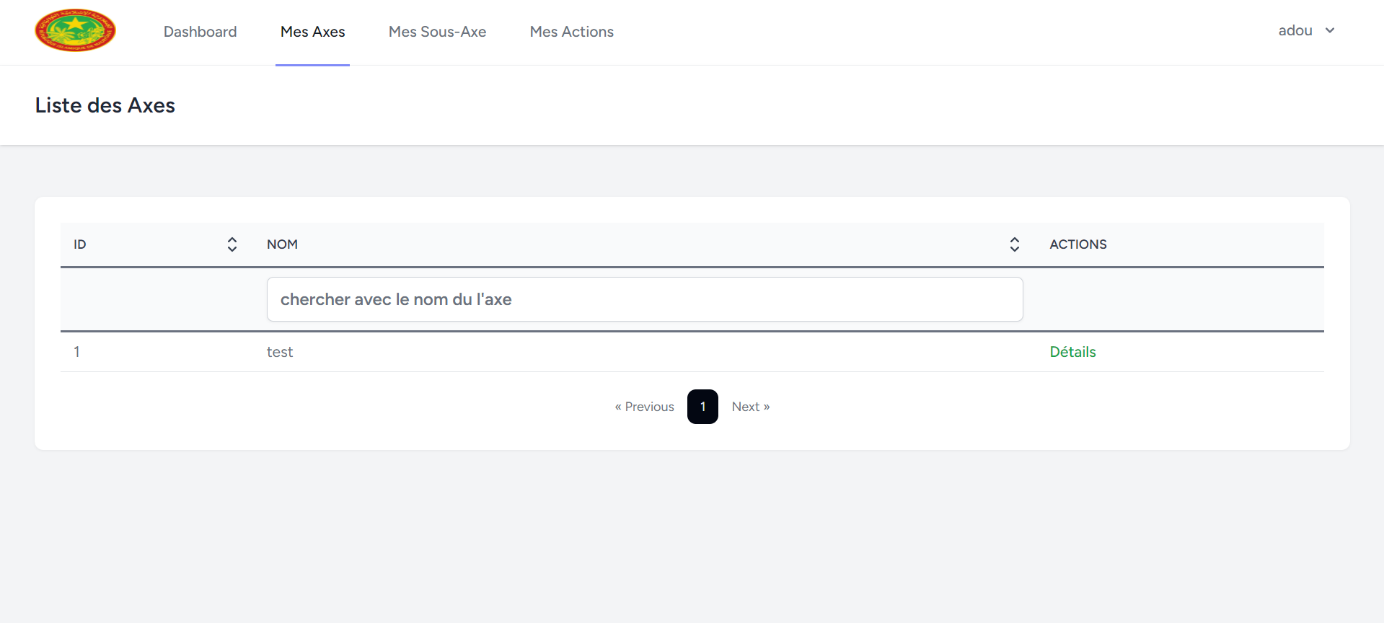 Dashboard Mes Axes Mes Sous-Axe Mes Actions adou
Liste des Axes
ID NOM ACTIONS
chercher avec le nom du l'axe
1 test Détails
« Previous 1 Next »